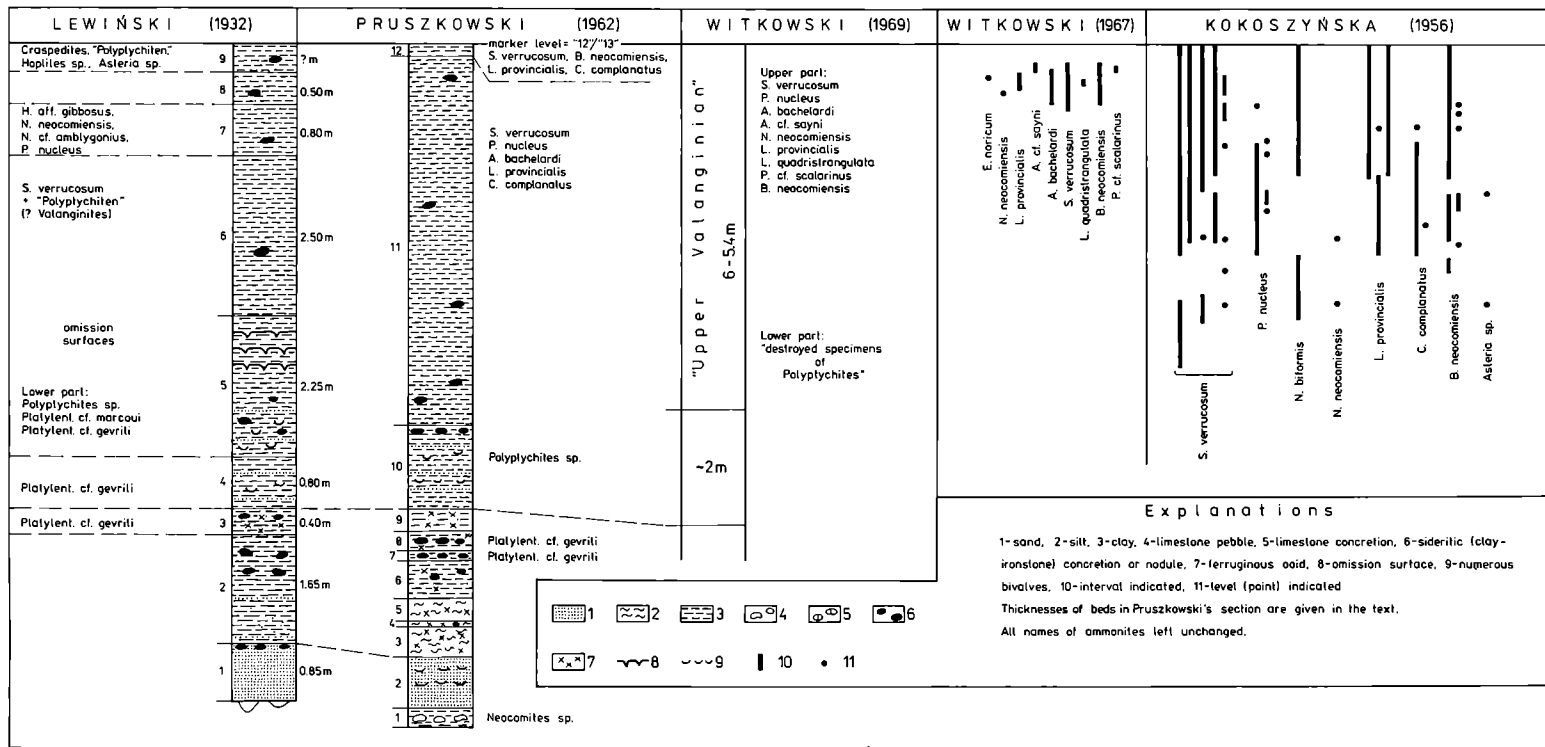 LEWIŃSKI (1932)
PRUSZKOWSKI (1962)
WITKOWSKI (1969)
WITKOWSKI (1967)
KOKOSZYŃSKA (1956)
Craspedites, "Polyptychiten,"
Hoplites sp., Asteria sp.
H. aff. gibbosus,
N. neocomiensis,
N. cf. amblygonius,
P. nucleus
S. verrucosum
+ "Polyptychiten"
(? Valanginites)
omission
surfaces
Lower part:
Polyptychites sp.
Platylent. cf. marcoui
Platylent. cf. gevrili
Platylent. cf. gevrili
Platylent. cf. gevrili
9
8
7
6
5
4
3
2
1
? m
0.50 m
0.80 m
2.50 m
2.25 m
0.80 m
0.40 m
1.65 m
0.85 m
12
11
10
9
8
7
6
5
4
3
2
1
marker level = "12"/"13"
S. verrucosum, B. neocomiensis,
L. provincialis, C. complanatus
S. verrucosum
P. nucleus
A. bachelardi
L. provincialis
C. complanatus
Polyptychites sp.
Platylent. cf. gevrili
Platylent. cf. gevrili
Neocomites sp.
"Upper Valanginian"
6 - 5.4 m
~2m
Upper part:
S. verrucosum
P. nucleus
A. bachelardi
A. cf. sayni
N. neocomiensis
L. provincialis
L. quadristrangulata
P. cf. scalarinus
B. neocomiensis
Lower part:
"destroyed specimens
of
Polyptychites"
E. noricum
N. neocomiensis
L. provincialis
A. cf. sayni
A. bachelardi
S. verrucosum
L. quadristrangulata
B. neocomiensis
P. cf. scalarinus
S. verrucosum
P. nucleus
N. biformis
N. neocomiensis
L. provincialis
C. complanatus
B. neocomiensis
Asteria sp.
Explanations
1-sand, 2-silt, 3-clay, 4-limestone pebble, 5-limestone concretion, 6-sideritic (clay-
ironstone) concretion or nodule, 7-ferruginous ooid, 8-omission surface, 9-numerous
bivalves, 10-interval indicated, 11-level (point) indicated
Thicknesses of beds in Pruszkowski's section are given in the text.
All names of ammonites left unchanged.
1 2 3 4 5 6
7 8 9 10 11